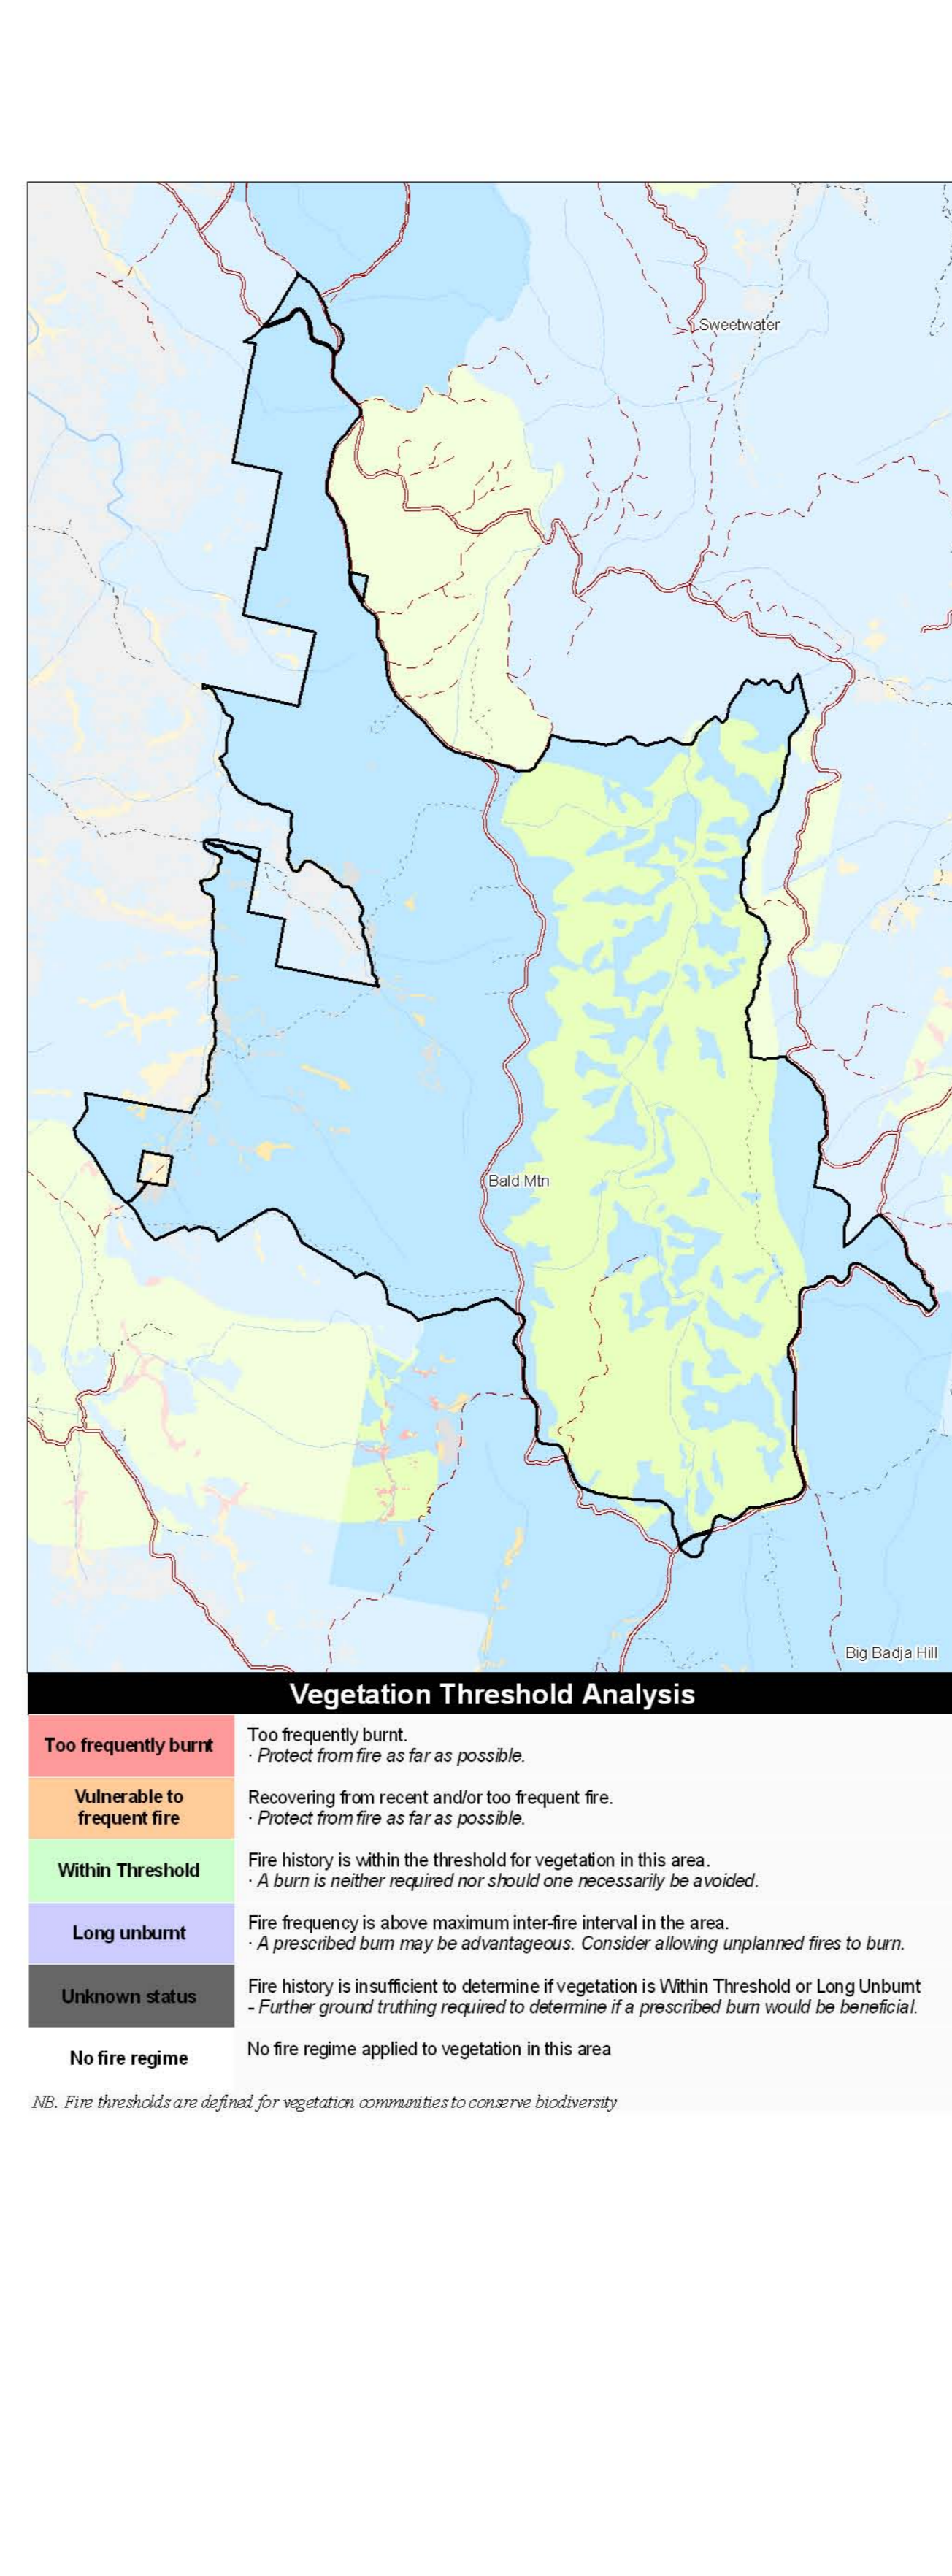 Sweetwater
Bald Mtn
Big Badja Hill
Vegetation Threshold Analysis
Too frequently burnt
Too frequently burnt.
· Protect from fire as far as possible.
Vulnerable to
frequent fire
Recovering from recent and/or too frequent fire.
· Protect from fire as far as possible.
Within Threshold
Fire history is within the threshold for vegetation in this area.
· A burn is neither required nor should one necessarily be avoided.
Long unburnt
Fire frequency is above maximum inter-fire interval in the area.
· A prescribed burn may be advantageous. Consider allowing unplanned fires to burn.
Unknown status
Fire history is insufficient to determine if vegetation is Within Threshold or Long Unburnt
- Further ground truthing required to determine if a prescribed burn would be beneficial.
No fire regime
No fire regime applied to vegetation in this area
NB. Fire thresholds are defined for vegetation communities to conserve biodiversity